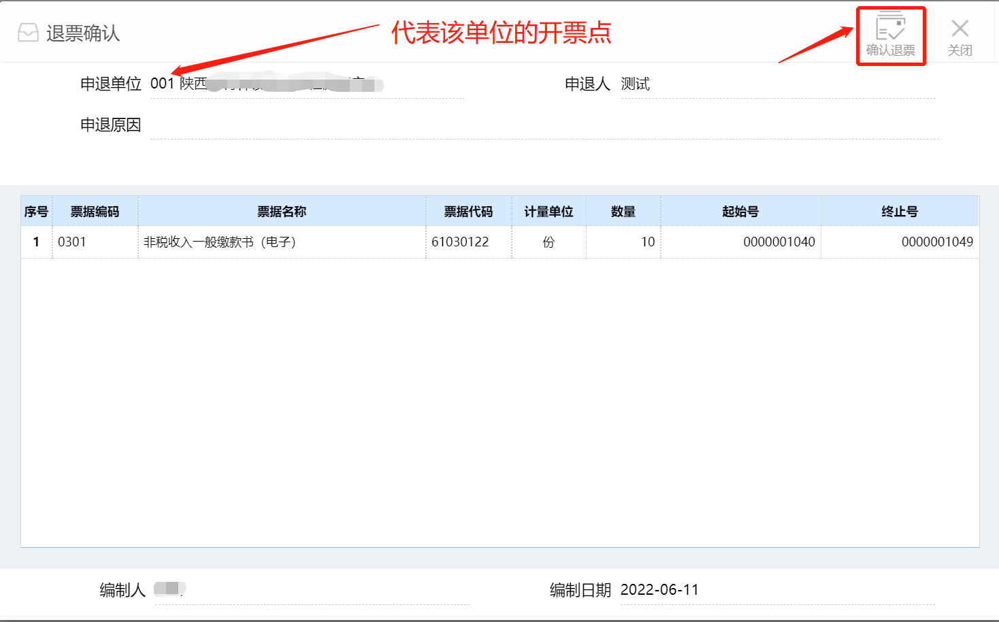 退票确认
代表该单位的开票点
确认退票
关闭
申退单位 001 陕西
申退人 测试
申退原因
序号 票据编码 票据名称 票据代码 计量单位 数量 起始号 终止号
1 0301 非税收入一般缴款书（电子） 61030122 份 10 0000001040 0000001049
编制人
编制日期 2022-06-11